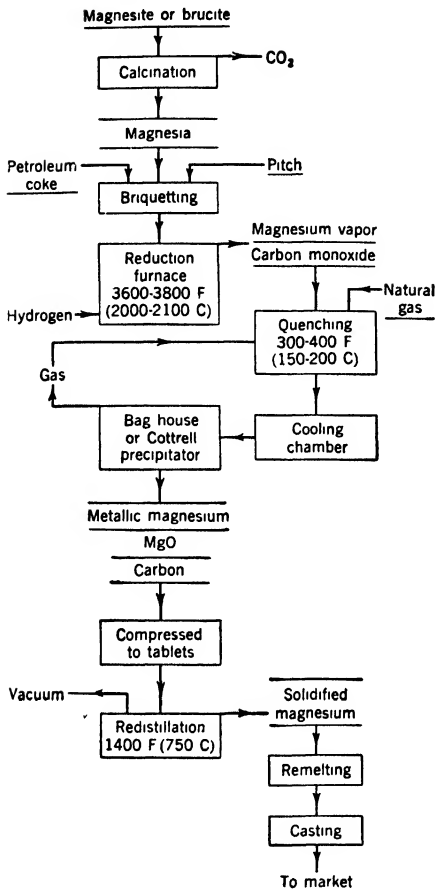 Magnesite or brucite
CO₂
Calcination
Magnesia
Petroleum
coke
Pitch
Briquetting
Magnesium vapor
Carbon monoxide
Reduction
furnace
3600-3800 F
(2000-2100 C)
Hydrogen
Natural
gas
Quenching
300-400 F
(150-200 C)
Gas
Bag house
or Cottrell
precipitator
Cooling
chamber
Metallic magnesium
MgO
Carbon
Compressed
to tablets
Vacuum
Redistillation
1400 F (750 C)
Solidified
magnesium
Remelting
Casting
To market